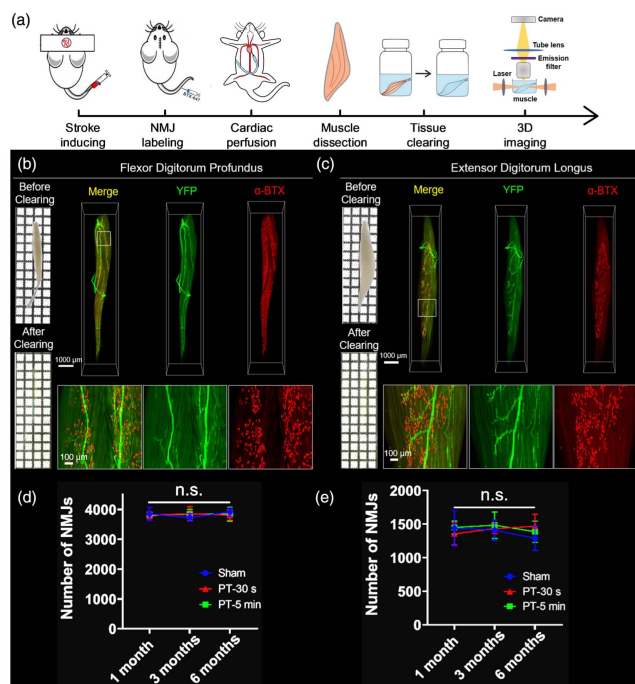 (a)
Camera
Tube lens
Emission
filter
Laser
muscle
Stroke
inducing
NMJ
labeling
Cardiac
perfusion
Muscle
dissection
Tissue
clearing
3D
imaging
(b)
Flexor Digitorum Profundus
Before
Clearing
Merge
YFP
α-BTX
After
Clearing
1000 μm
100 μm
(c)
Extensor Digitorum Longus
Before
Clearing
Merge
YFP
α-BTX
After
Clearing
1000 μm
100 μm
(d)
n.s.
Number of NMJs
4000
3000
2000
1000
0
Sham
PT-30 s
PT-5 min
1 month
3 months
6 months
(e)
n.s.
Number of NMJs
2000
1500
1000
500
0
Sham
PT-30 s
PT-5 min
1 month
3 months
6 months